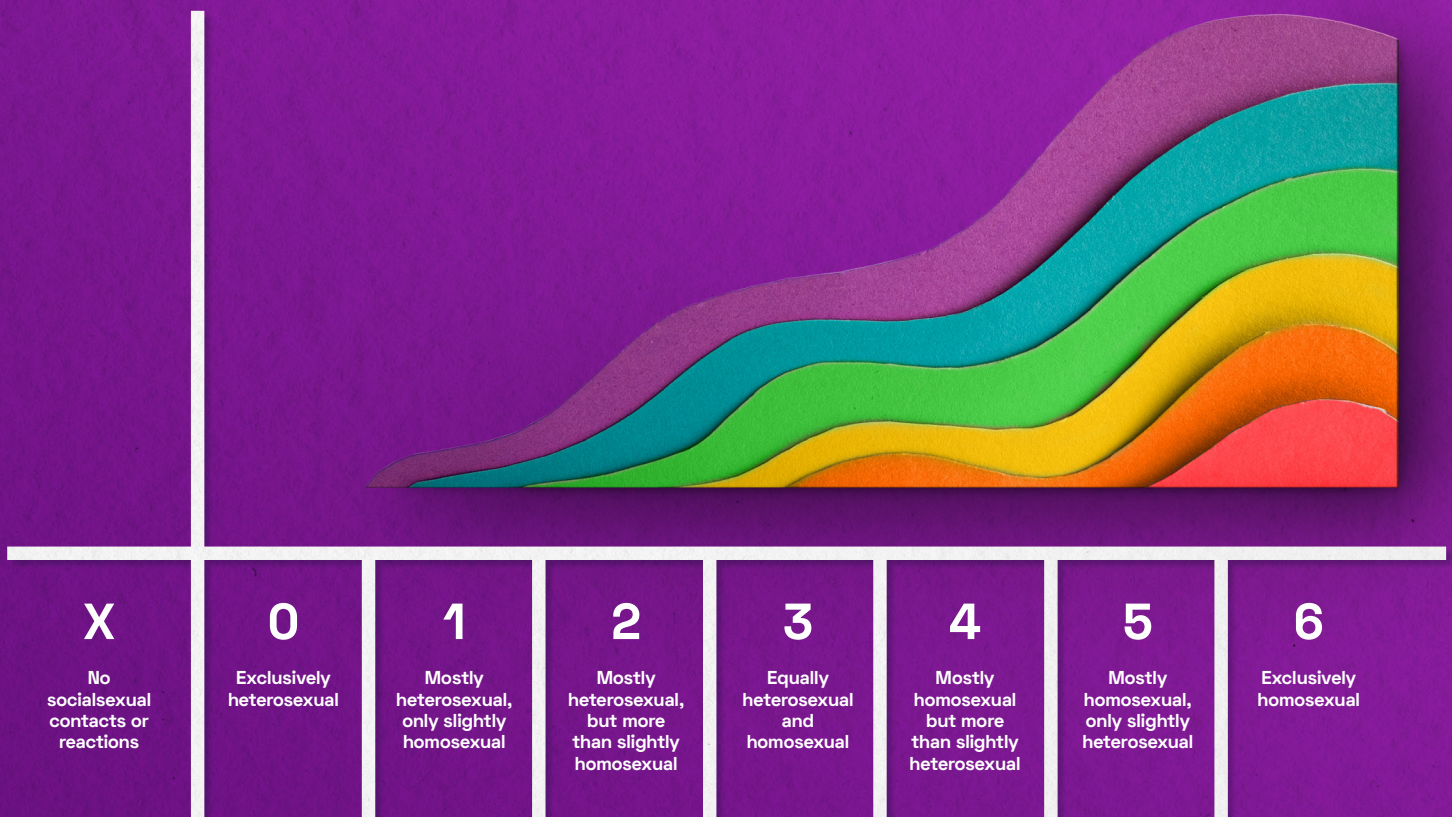 X
No
socialsexual
contacts or
reactions
0
Exclusively
heterosexual
1
Mostly
heterosexual,
only slightly
homosexual
2
Mostly
heterosexual,
but more
than slightly
homosexual
3
Equally
heterosexual
and
homosexual
4
Mostly
homosexual
but more
than slightly
heterosexual
5
Mostly
homosexual,
only slightly
heterosexual
6
Exclusively
homosexual